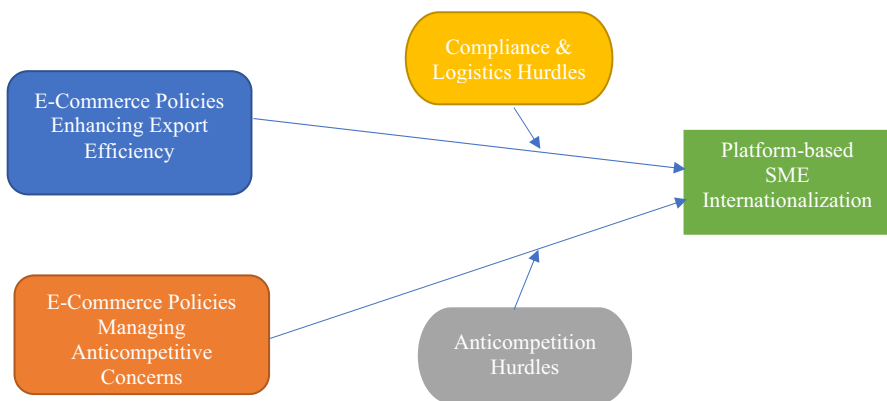 Compliance &
Logistics Hurdles
E-Commerce Policies
Enhancing Export
Efficiency
Platform-based
SME
Internationalization
E-Commerce Policies
Managing
Anticompetitive
Concerns
Anticompetition
Hurdles